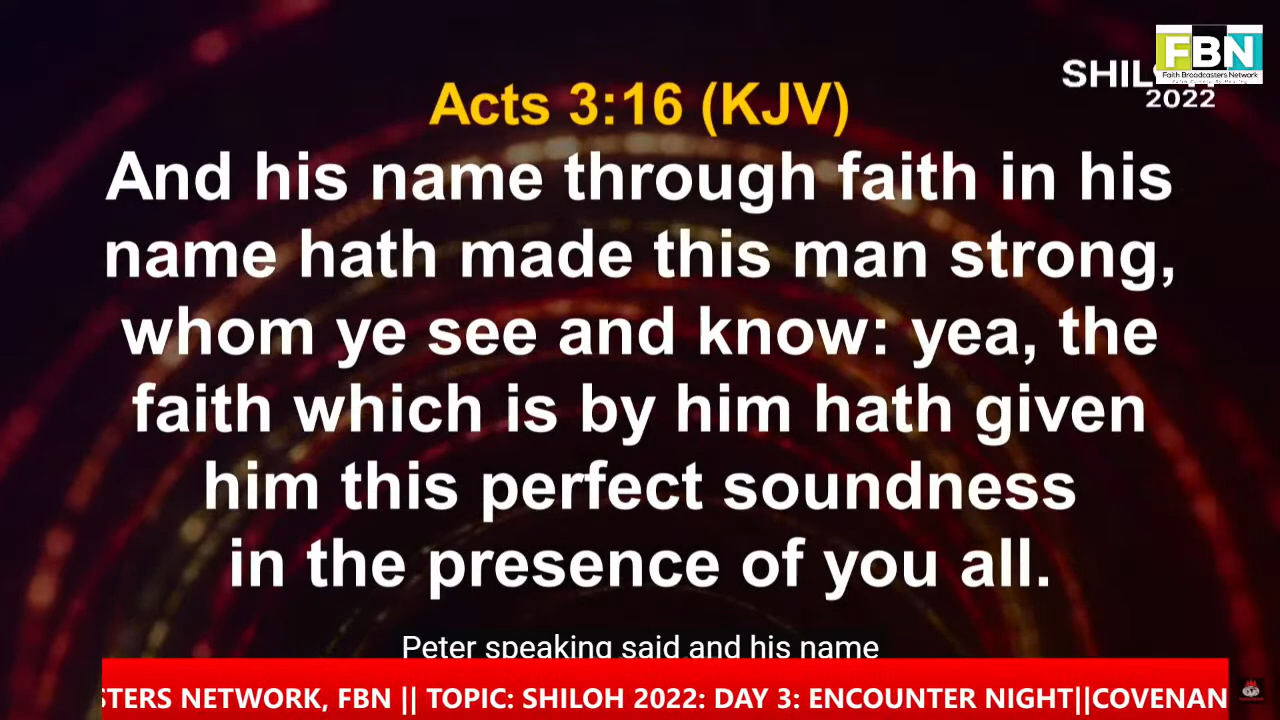 FBN
Faith Broadcasters Network
SHIL
2022
Acts 3:16 (KJV)
And his name through faith in his
name hath made this man strong,
whom ye see and know: yea, the
faith which is by him hath given
him this perfect soundness
in the presence of you all.
Peter speaking said and his name
STERS NETWORK, FBN || TOPIC: SHILOH 2022: DAY 3: ENCOUNTER NIGHT||COVENAN